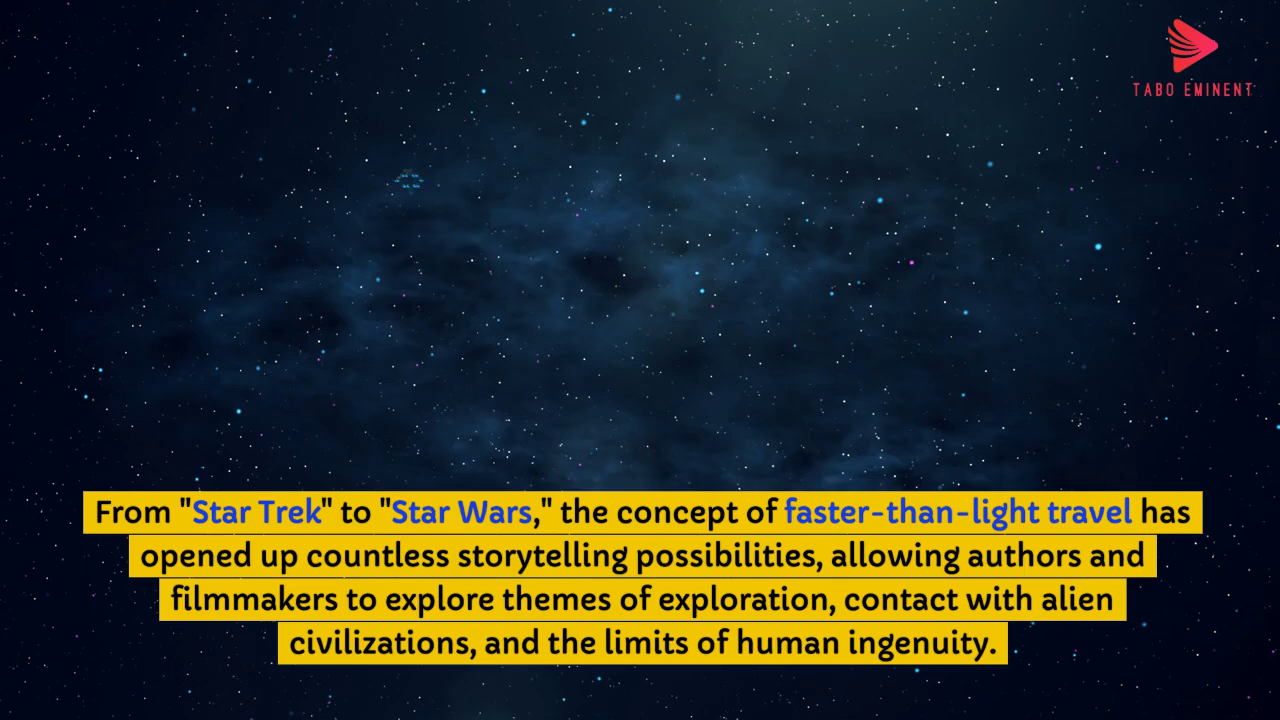 TABO EMINENT
From "Star Trek" to "Star Wars," the concept of faster-than-light travel has
opened up countless storytelling possibilities, allowing authors and
filmmakers to explore themes of exploration, contact with alien
civilizations, and the limits of human ingenuity.